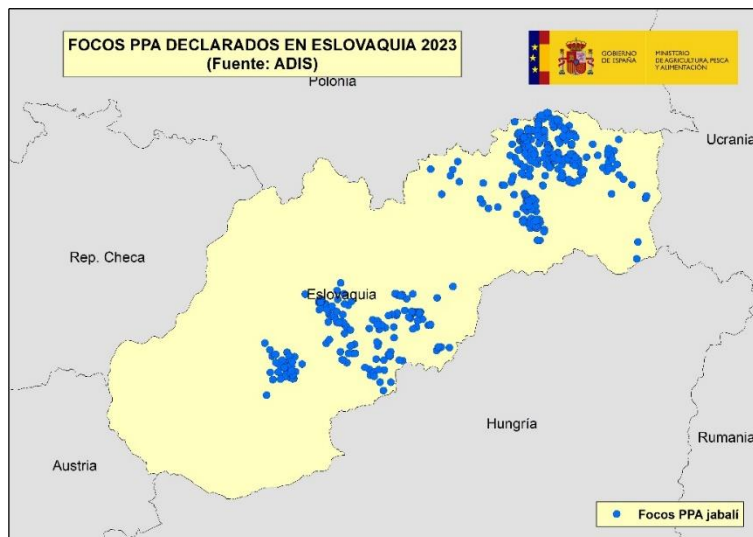 FOCOS PPA DECLARADOS EN ESLOVAQUIA 2023
(Fuente: ADIS)
GOBIERNO
DE ESPAÑA
MINISTERIO
DE AGRICULTURA, PESCA
Y ALIMENTACIÓN
Polonia
Ucrania
Rep. Checa
Eslovaquia
Hungría
Rumania
Austria
Focos PPA jabalí